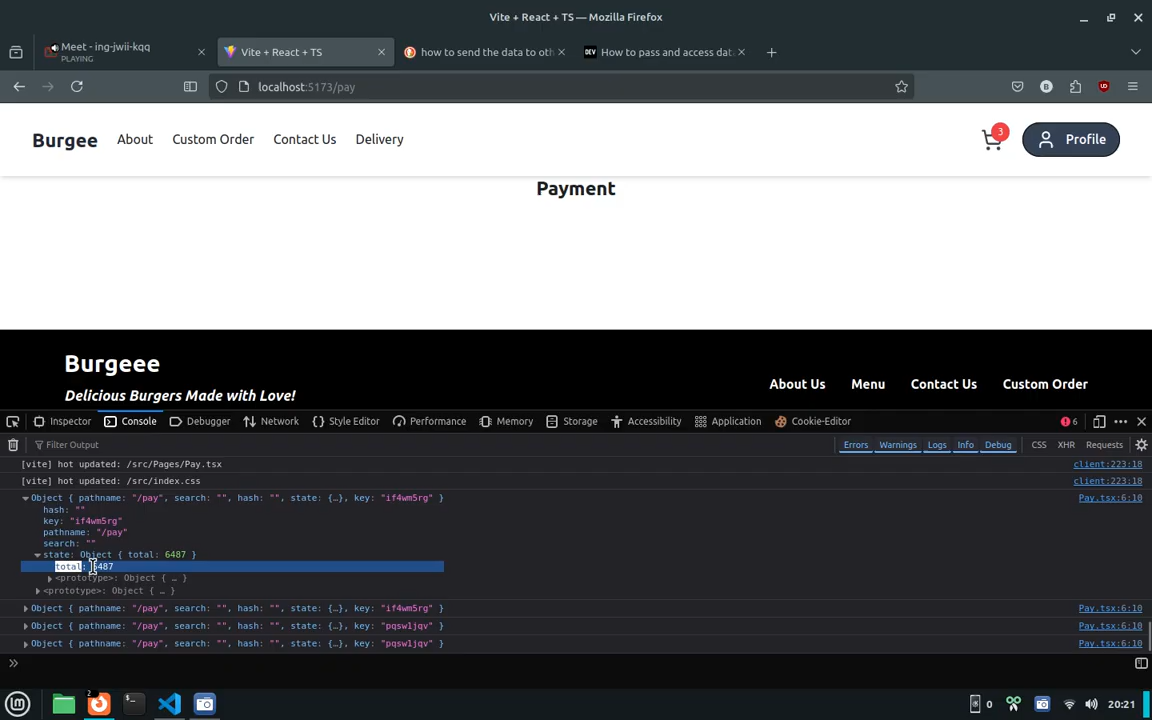 Vite + React + TS — Mozilla Firefox
Meet - ing-jwii-kqq
PLAYING
Vite + React + TS
how to send the data to oth
DEV
How to pass and access dat
localhost:5173/pay
B
Burgee
About
Custom Order
Contact Us
Delivery
3
Profile
Payment
Burgeee
Delicious Burgers Made with Love!
About Us
Menu
Contact Us
Custom Order
Inspector
Console
Debugger
Network
Style Editor
Performance
Memory
Storage
Accessibility
Application
Cookie-Editor
6
Filter Output
Errors
Warnings
Logs
Info
Debug
CSS
XHR
Requests
[vite] hot updated: /src/Pages/Pay.tsx
client:223:18
[vite] hot updated: /src/index.css
client:223:18
Object { pathname: "/pay", search: "", hash: "", state: {…}, key: "if4wm5rg" }
Pay.tsx:6:10
hash: ""
key: "if4wm5rg"
pathname: "/pay"
search: ""
state: Object { total: 6487 }
total: 6487
<prototype>: Object { … }
<prototype>: Object { … }
Object { pathname: "/pay", search: "", hash: "", state: {…}, key: "if4wm5rg" }
Pay.tsx:6:10
Object { pathname: "/pay", search: "", hash: "", state: {…}, key: "pqsw1jqv" }
Pay.tsx:6:10
Object { pathname: "/pay", search: "", hash: "", state: {…}, key: "pqsw1jqv" }
Pay.tsx:6:10
2
0
20:21